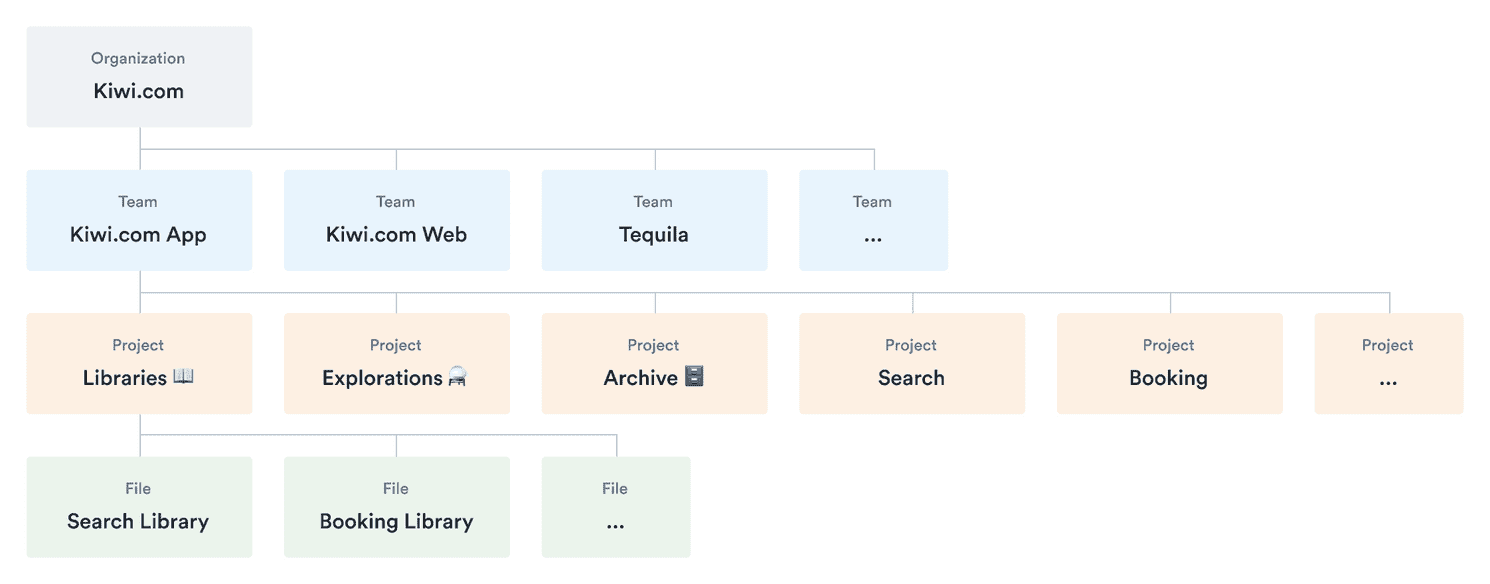 Organization
Kiwi.com
Team
Kiwi.com App
Team
Kiwi.com Web
Team
Tequila
Team
...
Project
Libraries 📖
Project
Explorations 🔮
Project
Archive 🗄️
Project
Search
Project
Booking
Project
...
File
Search Library
File
Booking Library
File
...